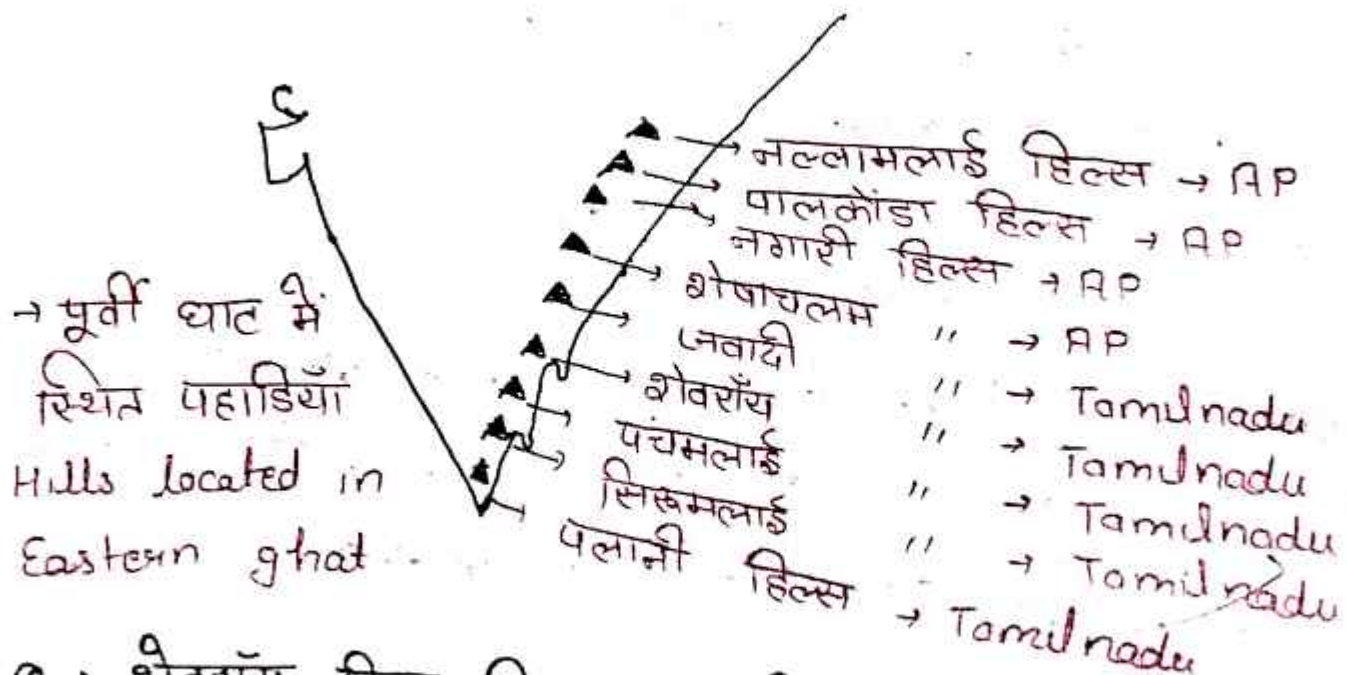 नल्लामलाई हिल्स → AP
पालकोंडा हिल्स → AP
नगारी हिल्स → AP
शेषाचलम " → AP
जवादी " → Tamilnadu
शेवरॉय " → Tamilnadu
पंचमलाई " → Tamilnadu
सिरूमलाई " → Tamilnadu
पलानी हिल्स → Tamilnadu
→ पूर्वी घाट में
स्थित पहाडियाँ
Hills located in
Eastern ghat